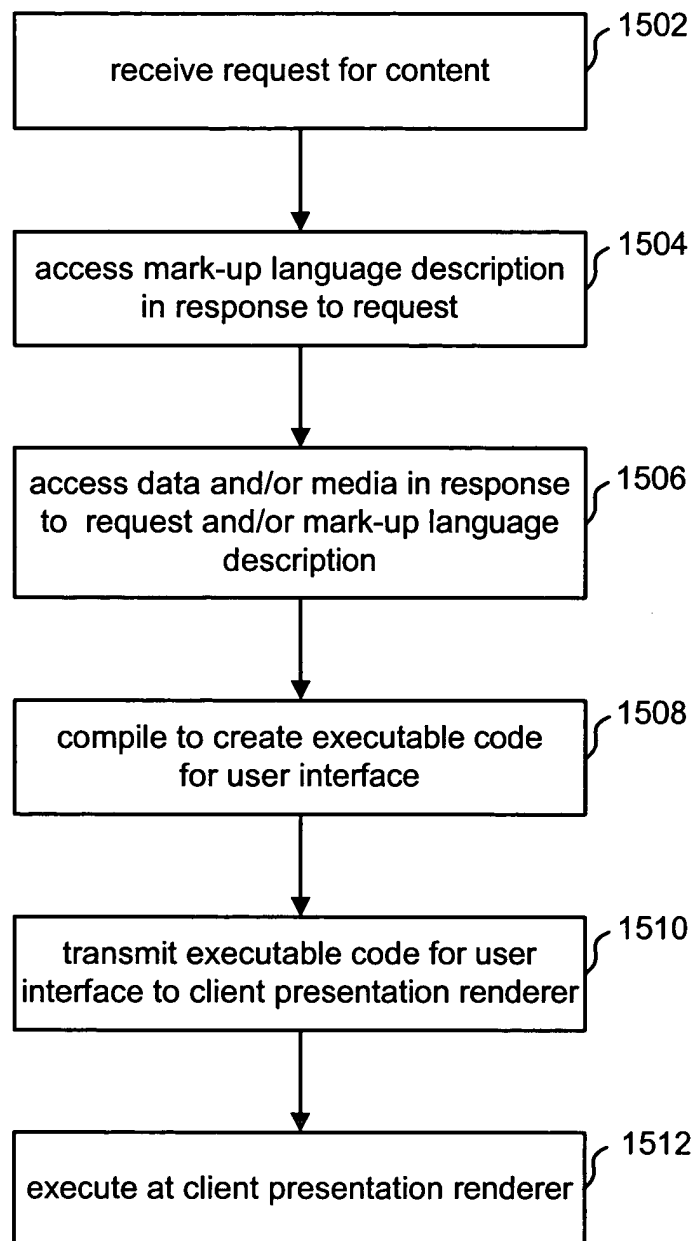 1502
receive request for content
1504
access mark-up language description
in response to request
1506
access data and/or media in response
to request and/or mark-up language
description
1508
compile to create executable code
for user interface
1510
transmit executable code for user
interface to client presentation renderer
1512
execute at client presentation renderer